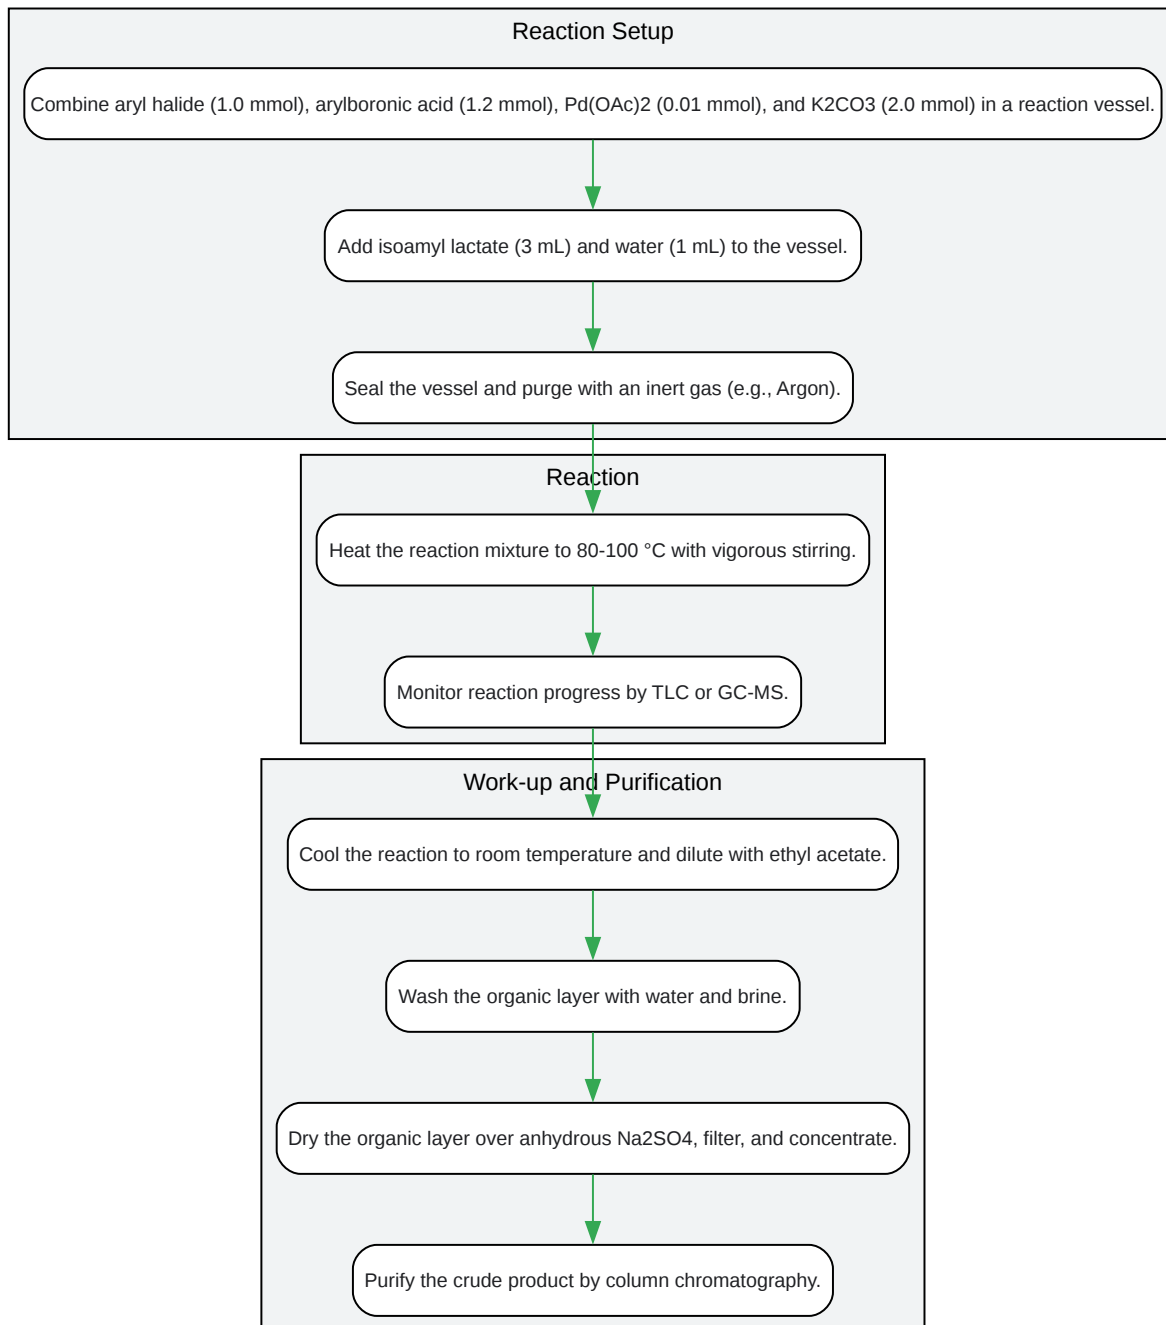 Reaction Setup
Combine aryl halide (1.0 mmol), arylboronic acid (1.2 mmol), Pd(OAc)2 (0.01 mmol), and K2CO3 (2.0 mmol) in a reaction vessel.
Add isoamyl lactate (3 mL) and water (1 mL) to the vessel.
Seal the vessel and purge with an inert gas (e.g., Argon).
Reaction
Heat the reaction mixture to 80-100 °C with vigorous stirring.
Monitor reaction progress by TLC or GC-MS.
Work-up and Purification
Cool the reaction to room temperature and dilute with ethyl acetate.
Wash the organic layer with water and brine.
Dry the organic layer over anhydrous Na2SO4, filter, and concentrate.
Purify the crude product by column chromatography.